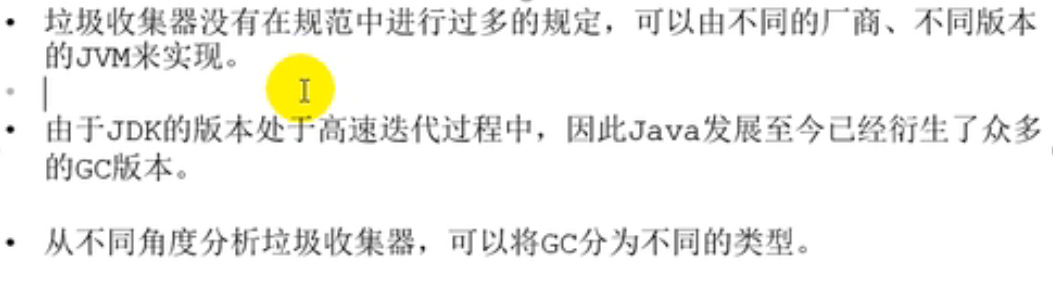 • 垃圾收集器没有在规范中进行过多的规定，可以由不同的厂商、不同版本
的JVM来实现。
•
• 由于JDK的版本处于高速迭代过程中，因此Java发展至今已经衍生了众多
的GC版本。
• 从不同角度分析垃圾收集器，可以将GC分为不同的类型。